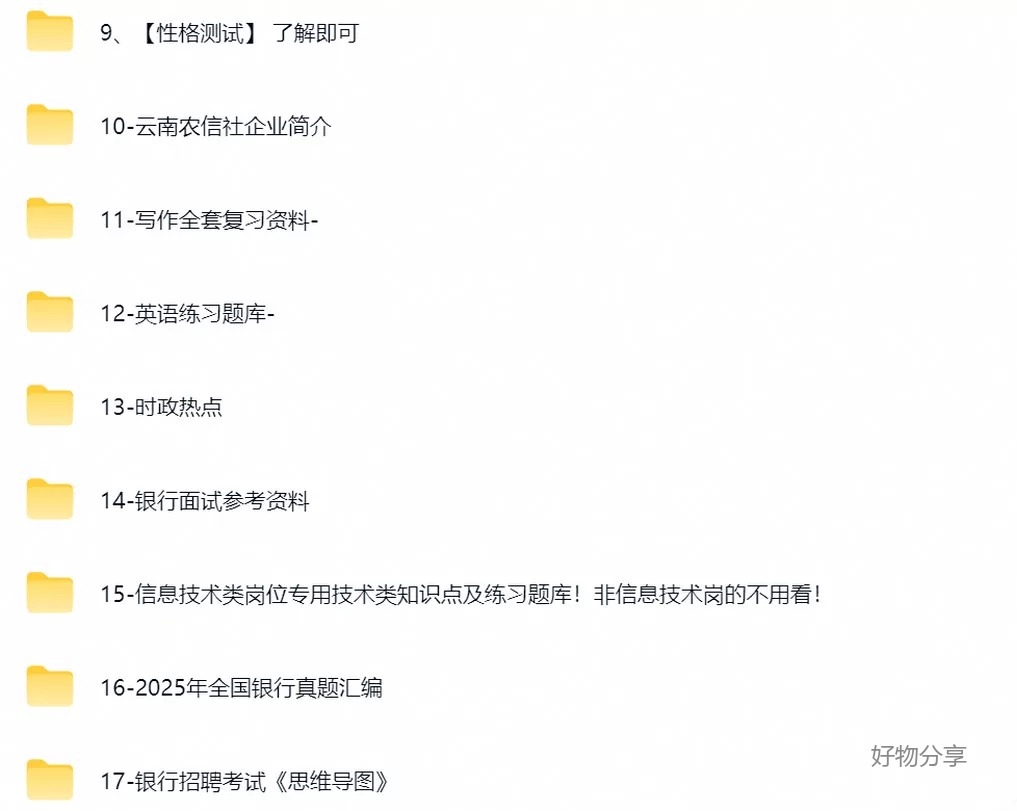 9、【性格测试】 了解即可
10-云南农信社企业简介
11-写作全套复习资料-
12-英语练习题库-
13-时政热点
14-银行面试参考资料
15-信息技术类岗位专用技术类知识点及练习题库！非信息技术岗的不用看！
16-2025年全国银行真题汇编
好物分享
17-银行招聘考试《思维导图》